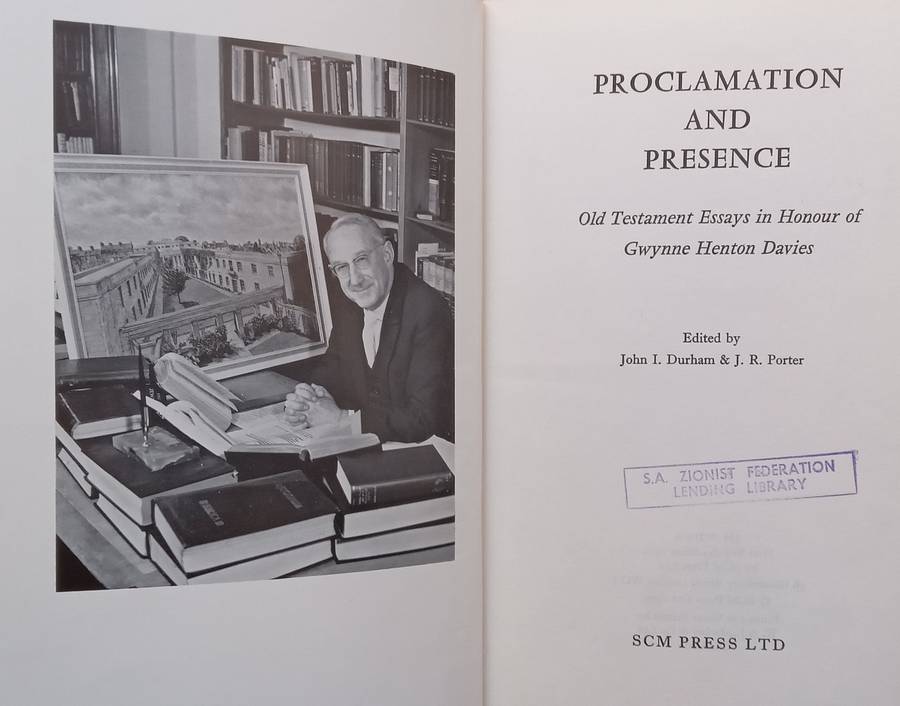 PROCLAMATION
AND
PRESENCE
Old Testament Essays in Honour of
Gwynne Henton Davies
Edited by
John I. Durham & J. R. Porter
S.A. ZIONIST FEDERATION
LENDING LIBRARY
SCM PRESS LTD